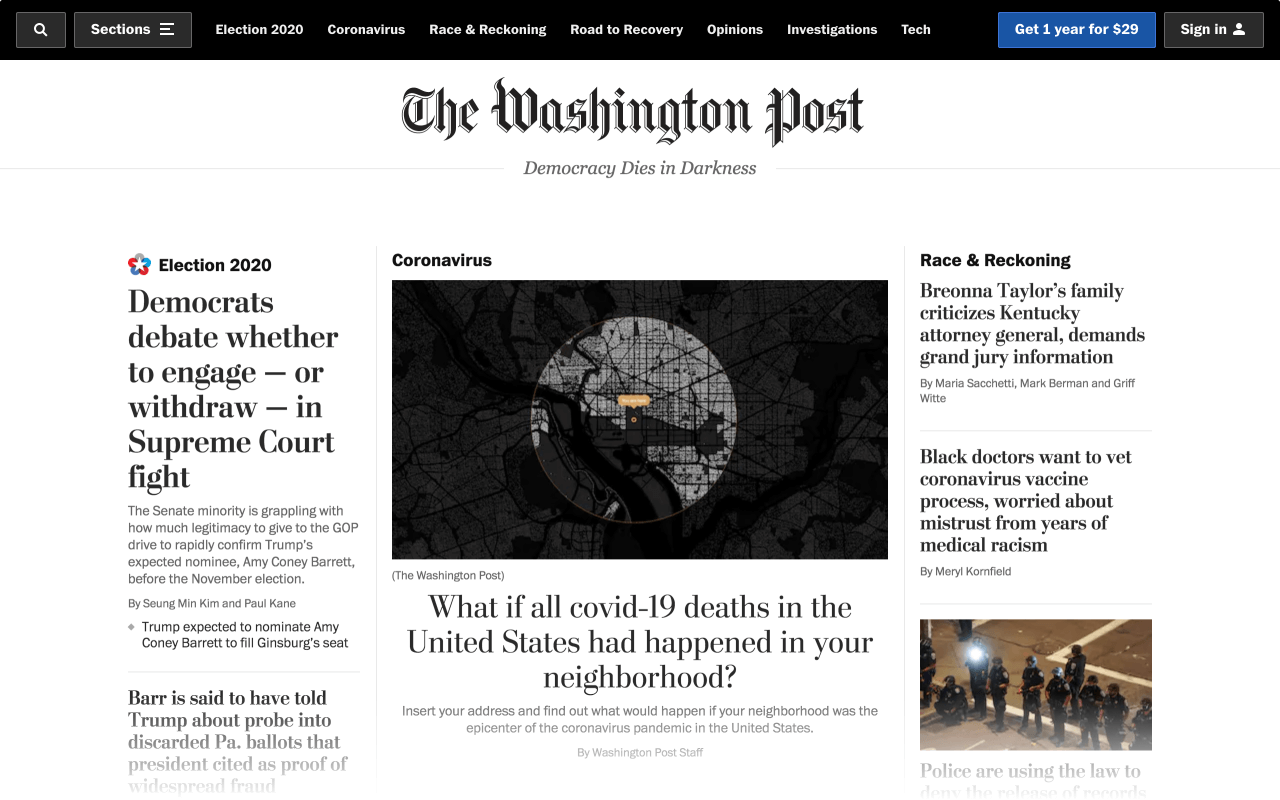 Sections
Election 2020
Coronavirus
Race & Reckoning
Road to Recovery
Opinions
Investigations
Tech
Get 1 year for $29
Sign in
The Washington Post
Democracy Dies in Darkness
Election 2020
Democrats
debate whether
to engage — or
withdraw — in
Supreme Court
fight
The Senate minority is grappling with
how much legitimacy to give to the GOP
drive to rapidly confirm Trump's
expected nominee, Amy Coney Barrett,
before the November election.
By Seung Min Kim and Paul Kane
Trump expected to nominate Amy
Coney Barrett to fill Ginsburg's seat
Barr is said to have told
Trump about probe into
discarded Pa. ballots that
president cited as proof of
widespread fraud
Coronavirus
(The Washington Post)
What if all covid-19 deaths in the
United States had happened in your
neighborhood?
Insert your address and find out what would happen if your neighborhood was the
epicenter of the coronavirus pandemic in the United States.
By Washington Post Staff
Race & Reckoning
Breonna Taylor's family
criticizes Kentucky
attorney general, demands
grand jury information
By Maria Sacchetti, Mark Berman and Griff
Witte
Black doctors want to vet
coronavirus vaccine
process, worried about
mistrust from years of
medical racism
By Meryl Kornfield
Police are using the law to
deny the release of records